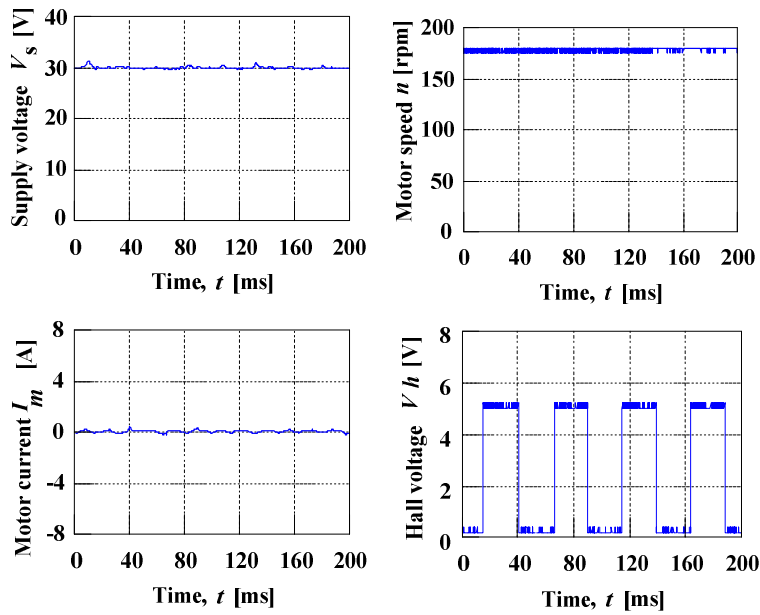 Supply voltage Vs [V]
40
30
20
10
0
0 40 80 120 160 200
Time, t [ms]
Motor speed n [rpm]
200
150
100
50
0
0 40 80 120 160 200
Time, t [ms]
Motor current Im [A]
8
4
0
-4
-8
0 40 80 120 160 200
Time, t [ms]
Hall voltage V h [V]
8
6
4
2
0
0 40 80 120 160 200
Time, t [ms]